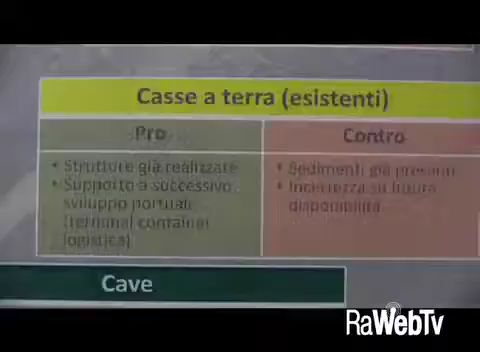 Casse a terra (esistenti)
Pro
Contro
• Strutture già realizzate
• Supporto a successivo
sviluppo portuale
(terminal container
logistica)
• Sedimenti già presenti
• Incertezza su futura
disponibilità
Cave
RaWebTv